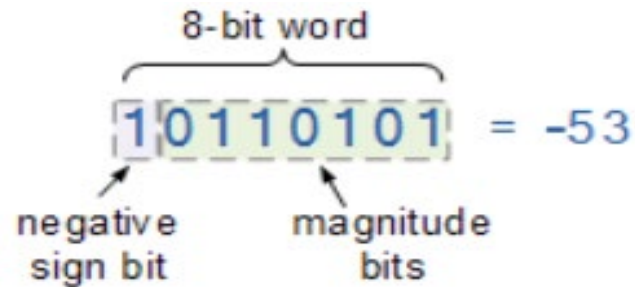 8-bit word
10110101 = -53
negative
sign bit
magnitude
bits